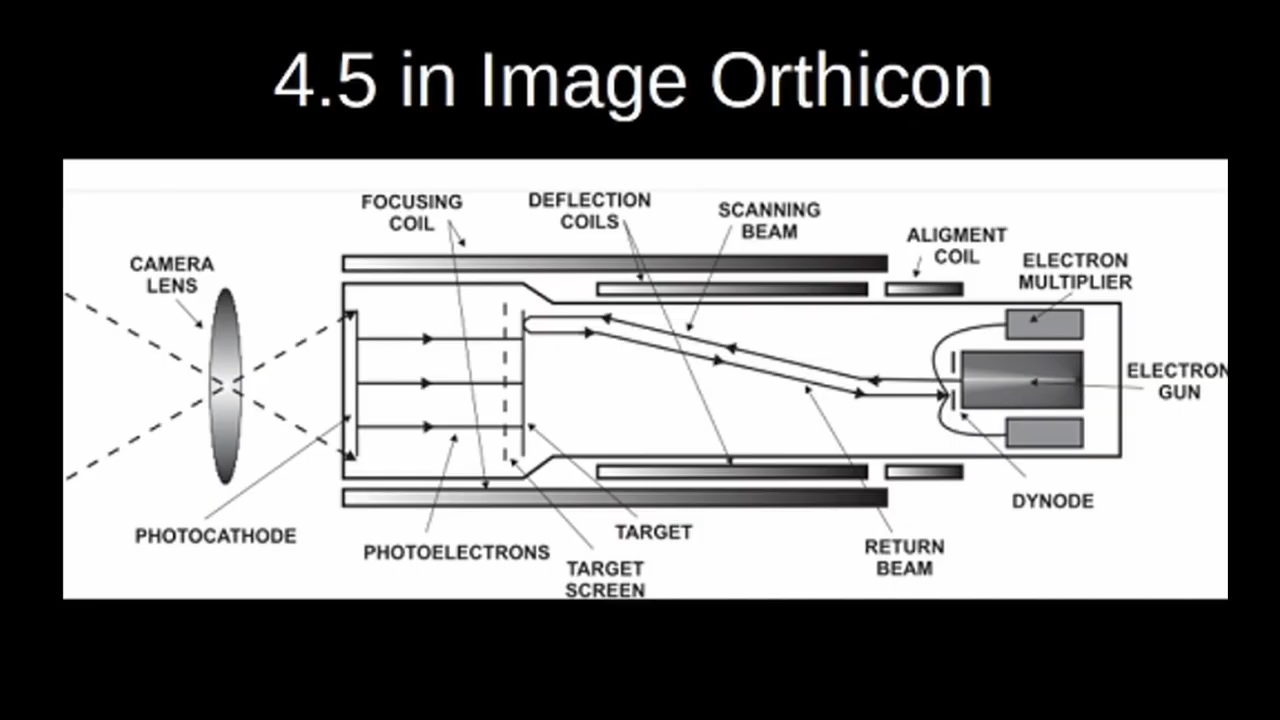 4.5 in Image Orthicon
FOCUSING
COIL
DEFLECTION
COILS
SCANNING
BEAM
ALIGMENT
COIL
ELECTRON
MULTIPLIER
CAMERA
LENS
ELECTRON
GUN
DYNODE
PHOTOCATHODE
PHOTOELECTRONS
TARGET
TARGET
SCREEN
RETURN
BEAM